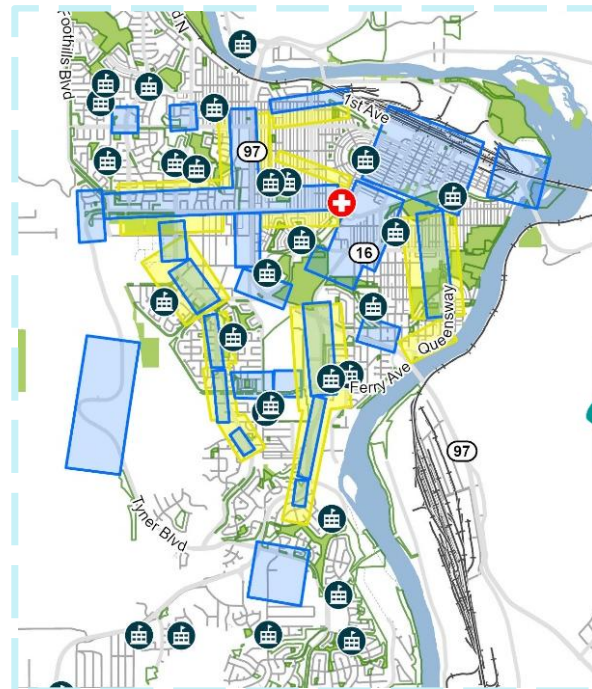 Foothills Blvd
d N
1st Ave
97
16
Queensway
Ferry Ave
97
Tyner Blvd